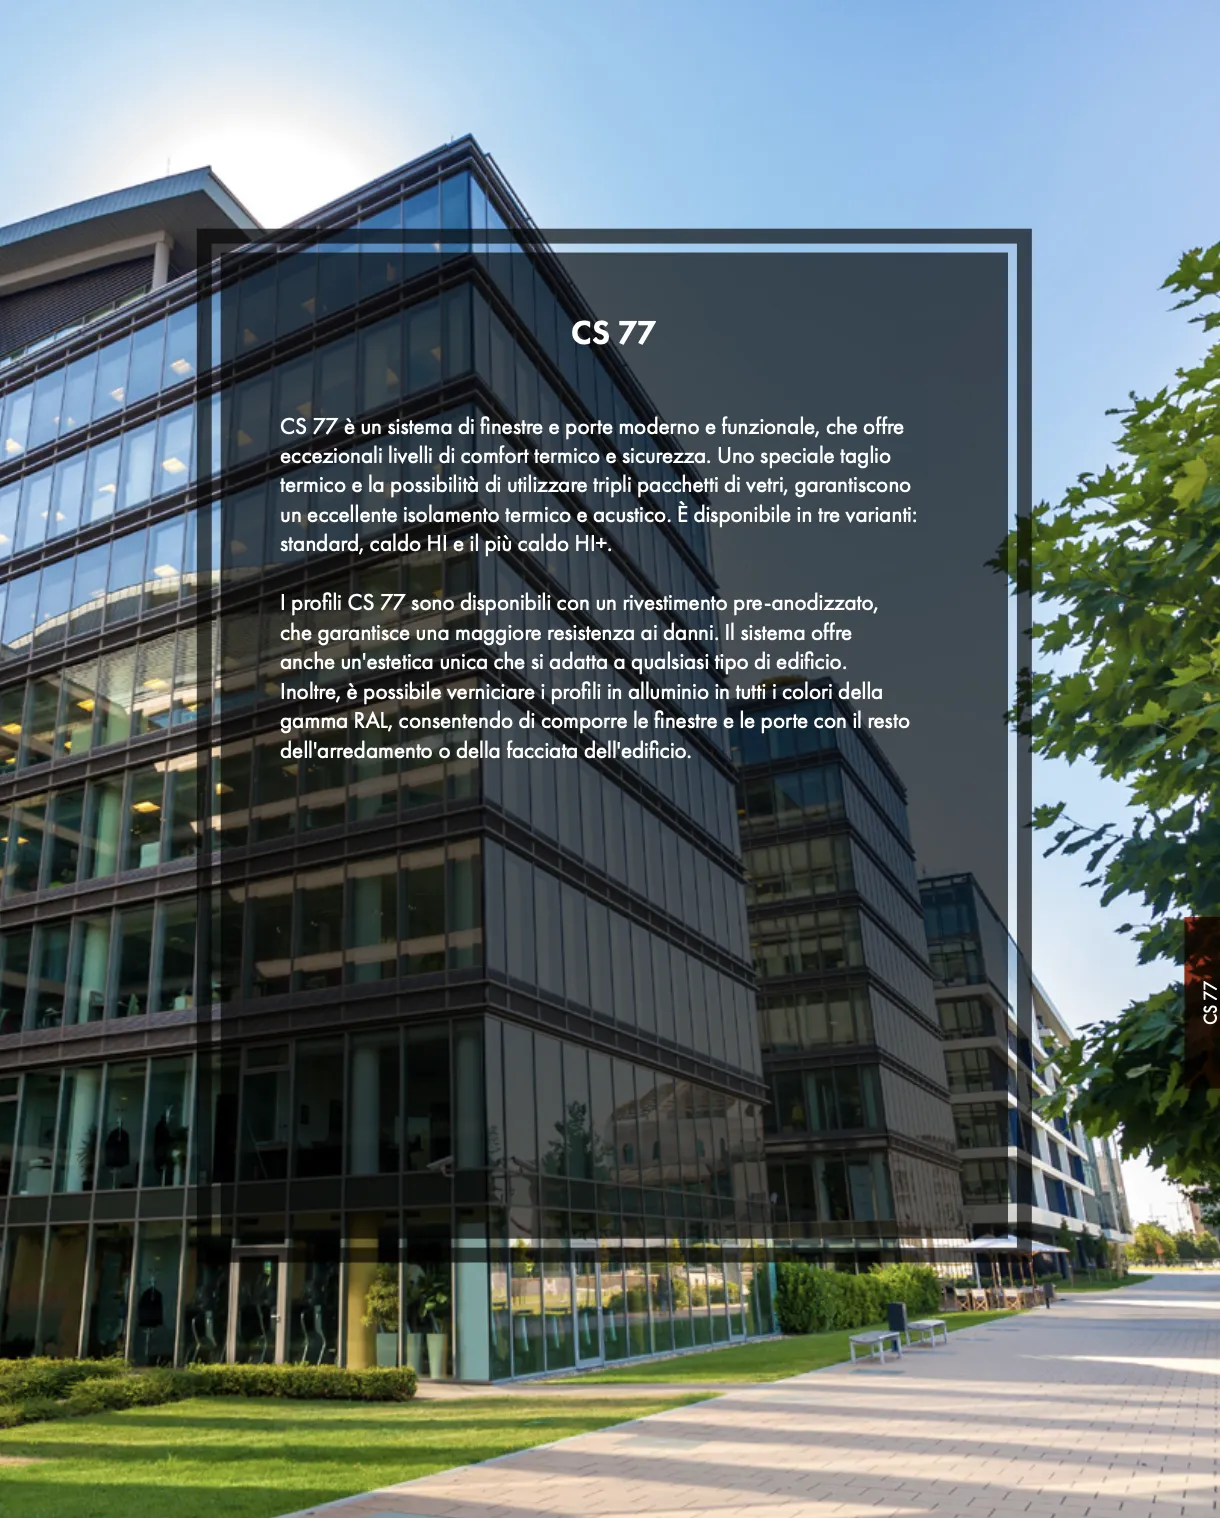 CS 77
CS 77 è un sistema di finestre e porte moderno e funzionale, che offre
eccezionali livelli di comfort termico e sicurezza. Uno speciale taglio
termico e la possibilità di utilizzare tripli pacchetti di vetri, garantiscono
un eccellente isolamento termico e acustico. È disponibile in tre varianti:
standard, caldo HI e il più caldo HI+.
I profili CS 77 sono disponibili con un rivestimento pre-anodizzato,
che garantisce una maggiore resistenza ai danni. Il sistema offre
anche un'estetica unica che si adatta a qualsiasi tipo di edificio.
Inoltre, è possibile verniciare i profili in alluminio in tutti i colori della
gamma RAL, consentendo di comporre le finestre e le porte con il resto
dell'arredamento o della facciata dell'edificio.
CS 77